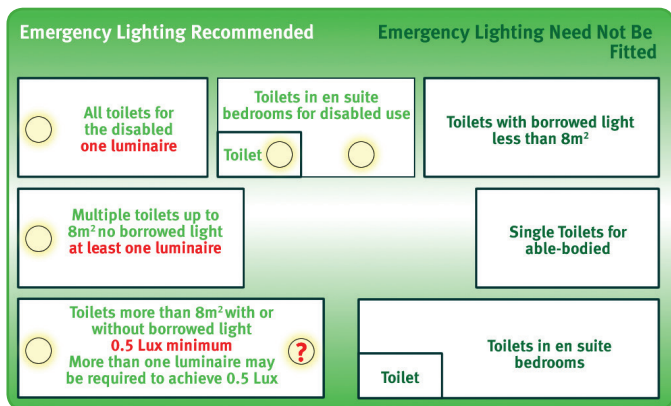 Emergency Lighting Recommended
Emergency Lighting Need Not Be
Fitted
All toilets for
the disabled
one luminaire
Toilets in en suite
bedrooms for disabled use
Toilet
Toilets with borrowed light
less than 8m²
Multiple toilets up to
8m² no borrowed light
at least one luminaire
Single Toilets for
able-bodied
Toilets more than 8m² with or
without borrowed light
0.5 Lux minimum
More than one luminaire may
be required to achieve 0.5 Lux
?
Toilets in en suite
bedrooms
Toilet